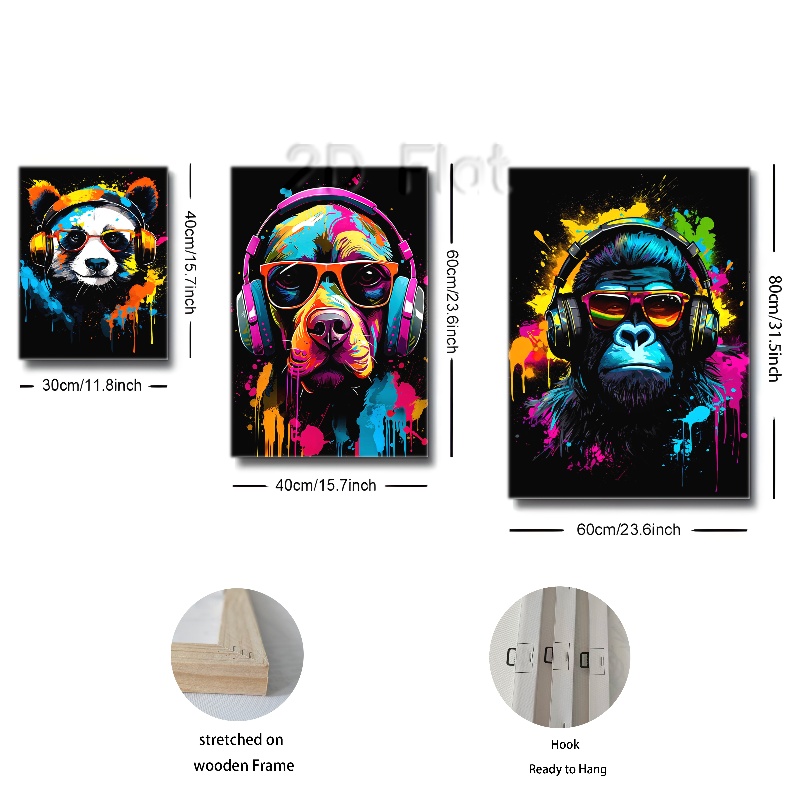 2D Flat
40cm/15.7inch
30cm/11.8inch
60cm/23.6inch
40cm/15.7inch
80cm/31.5inch
60cm/23.6inch
stretched on
wooden Frame
Hook
Ready to Hang